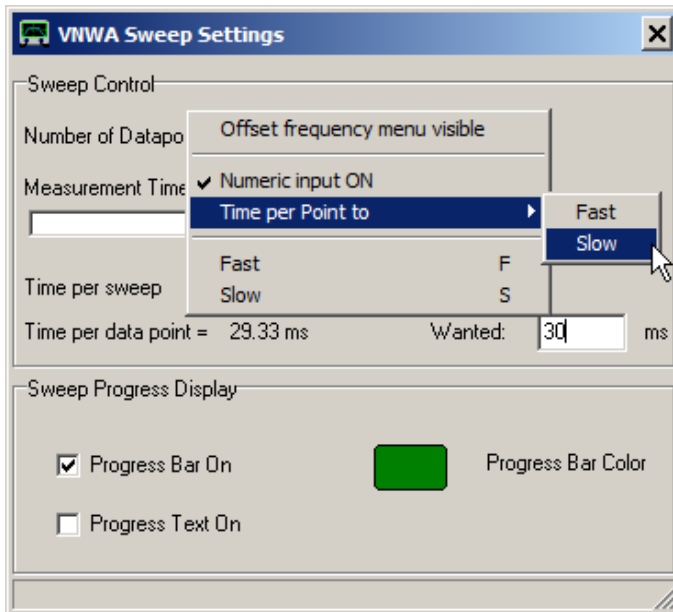 VNWA Sweep Settings
Sweep Control
Number of Datapo
Offset frequency menu visible
Measurement Time
Numeric input ON
Time per Point to
Fast
Slow
Fast F
Slow S
Time per sweep
Time per data point = 29.33 ms Wanted: 30 ms
Sweep Progress Display
Progress Bar On
Progress Bar Color
Progress Text On